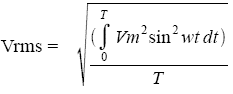 Vrms = √((∫₀ᵀ Vm² sin² wt dt) / T)